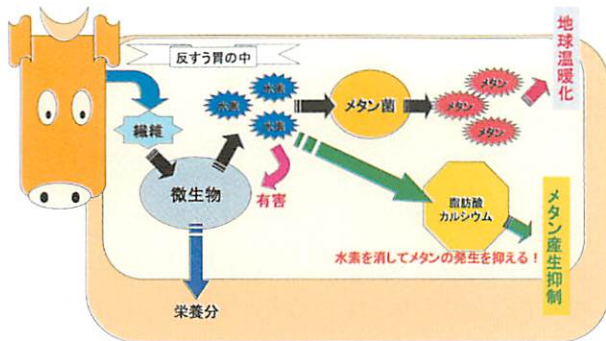 反すう胃の中
地球温暖化
水素
水素
水素
メタン菌
メタン
メタン
メタン
繊維
微生物
有害
脂肪酸
カルシウム
メタン産生抑制
水素を消してメタンの発生を抑える！
栄養分